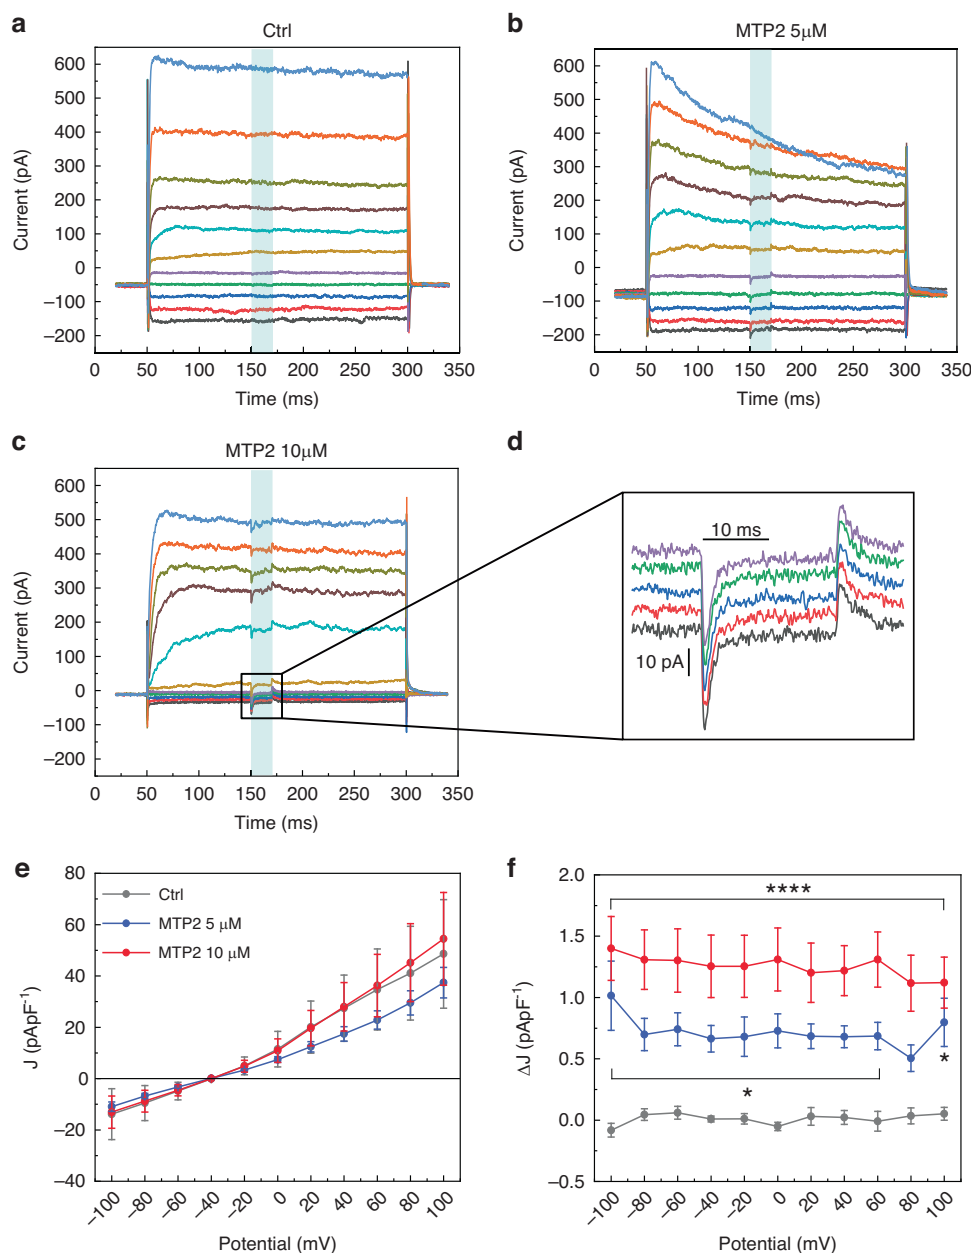 a
Ctrl
600
500
400
300
200
100
0
−100
−200
Current (pA)
0 50 100 150 200 250 300 350
Time (ms)
b
MTP2 5μM
600
500
400
300
200
100
0
−100
−200
Current (pA)
0 50 100 150 200 250 300 350
Time (ms)
c
MTP2 10μM
600
500
400
300
200
100
0
−100
−200
Current (pA)
0 50 100 150 200 250 300 350
Time (ms)
d
10 ms
10 pA
e
80
60
40
20
0
−20
−40
J (pApF⁻¹)
Ctrl
MTP2 5 μM
MTP2 10 μM
−100 −80 −60 −40 −20 0 20 40 60 80 100
Potential (mV)
f
2.0
1.5
1.0
0.5
0.0
−0.5
ΔJ (pApF⁻¹)
****
*
*
−100 −80 −60 −40 −20 0 20 40 60 80 100
Potential (mV)